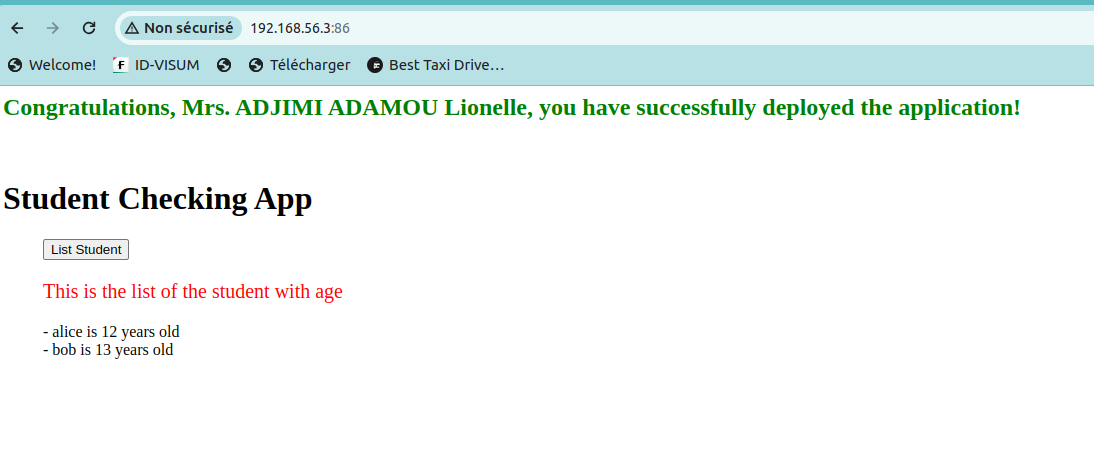 Non sécurisé 192.168.56.3:86
Welcome! ID-VISUM Télécharger Best Taxi Drive…
Congratulations, Mrs. ADJIMI ADAMOU Lionelle, you have successfully deployed the application!
Student Checking App
List Student
This is the list of the student with age
- alice is 12 years old
- bob is 13 years old